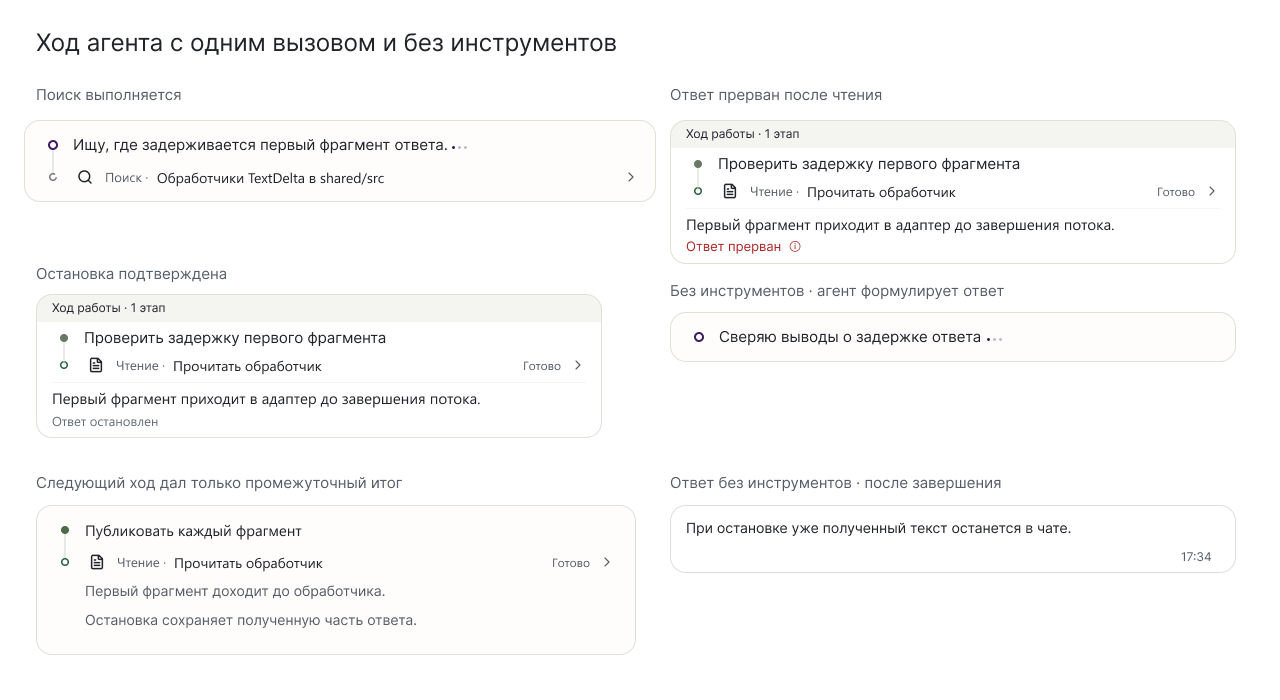 Ход агента с одним вызовом и без инструментов
Поиск выполняется
Ищу, где задерживается первый фрагмент ответа.
Поиск · Обработчики TextDelta в shared/src
Ответ прерван после чтения
Ход работы · 1 этап
Проверить задержку первого фрагмента
Чтение · Прочитать обработчик Готово
Первый фрагмент приходит в адаптер до завершения потока.
Ответ прерван
Остановка подтверждена
Ход работы · 1 этап
Проверить задержку первого фрагмента
Чтение · Прочитать обработчик Готово
Первый фрагмент приходит в адаптер до завершения потока.
Ответ остановлен
Без инструментов · агент формулирует ответ
Сверяю выводы о задержке ответа
Следующий ход дал только промежуточный итог
Публиковать каждый фрагмент
Чтение · Прочитать обработчик Готово
Первый фрагмент доходит до обработчика.
Остановка сохраняет полученную часть ответа.
Ответ без инструментов · после завершения
При остановке уже полученный текст останется в чате.
17:34